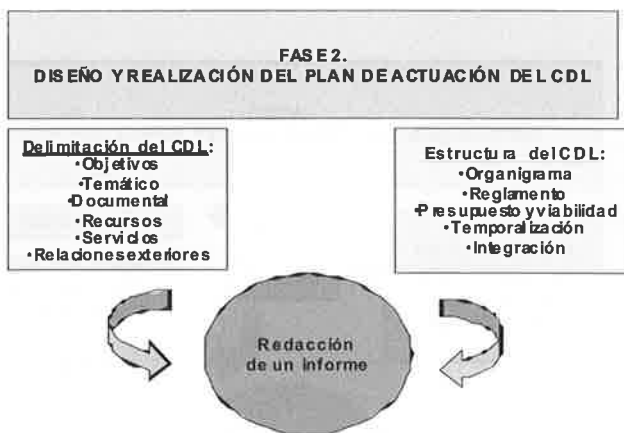 FASE 2.
DISEÑO Y REALIZACIÓN DEL PLAN DE ACTUACIÓN DEL CDL
Delimitación del CDL:
•Objetivos
•Temático
•Documental
•Recursos
•Servicios
•Relaciones exteriores
Estructura del CDL:
•Organigrama
•Reglamento
•Presupuesto y viabilidad
•Temporalización
•Integración
Redacción
de un informe